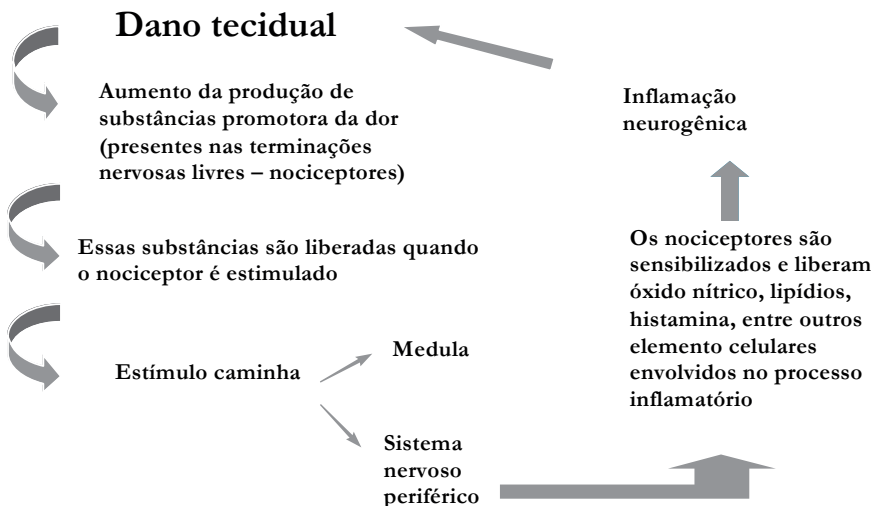 Dano tecidual
Aumento da produção de
substâncias promotora da dor
(presentes nas terminações
nervosas livres – nociceptores)
Essas substâncias são liberadas quando
o nociceptor é estimulado
Estímulo caminha
Medula
Sistema
nervoso
periférico
Os nociceptores são
sensibilizados e liberam
óxido nítrico, lipídios,
histamina, entre outros
elemento celulares
envolvidos no processo
inflamatório
Inflamação
neurogênica